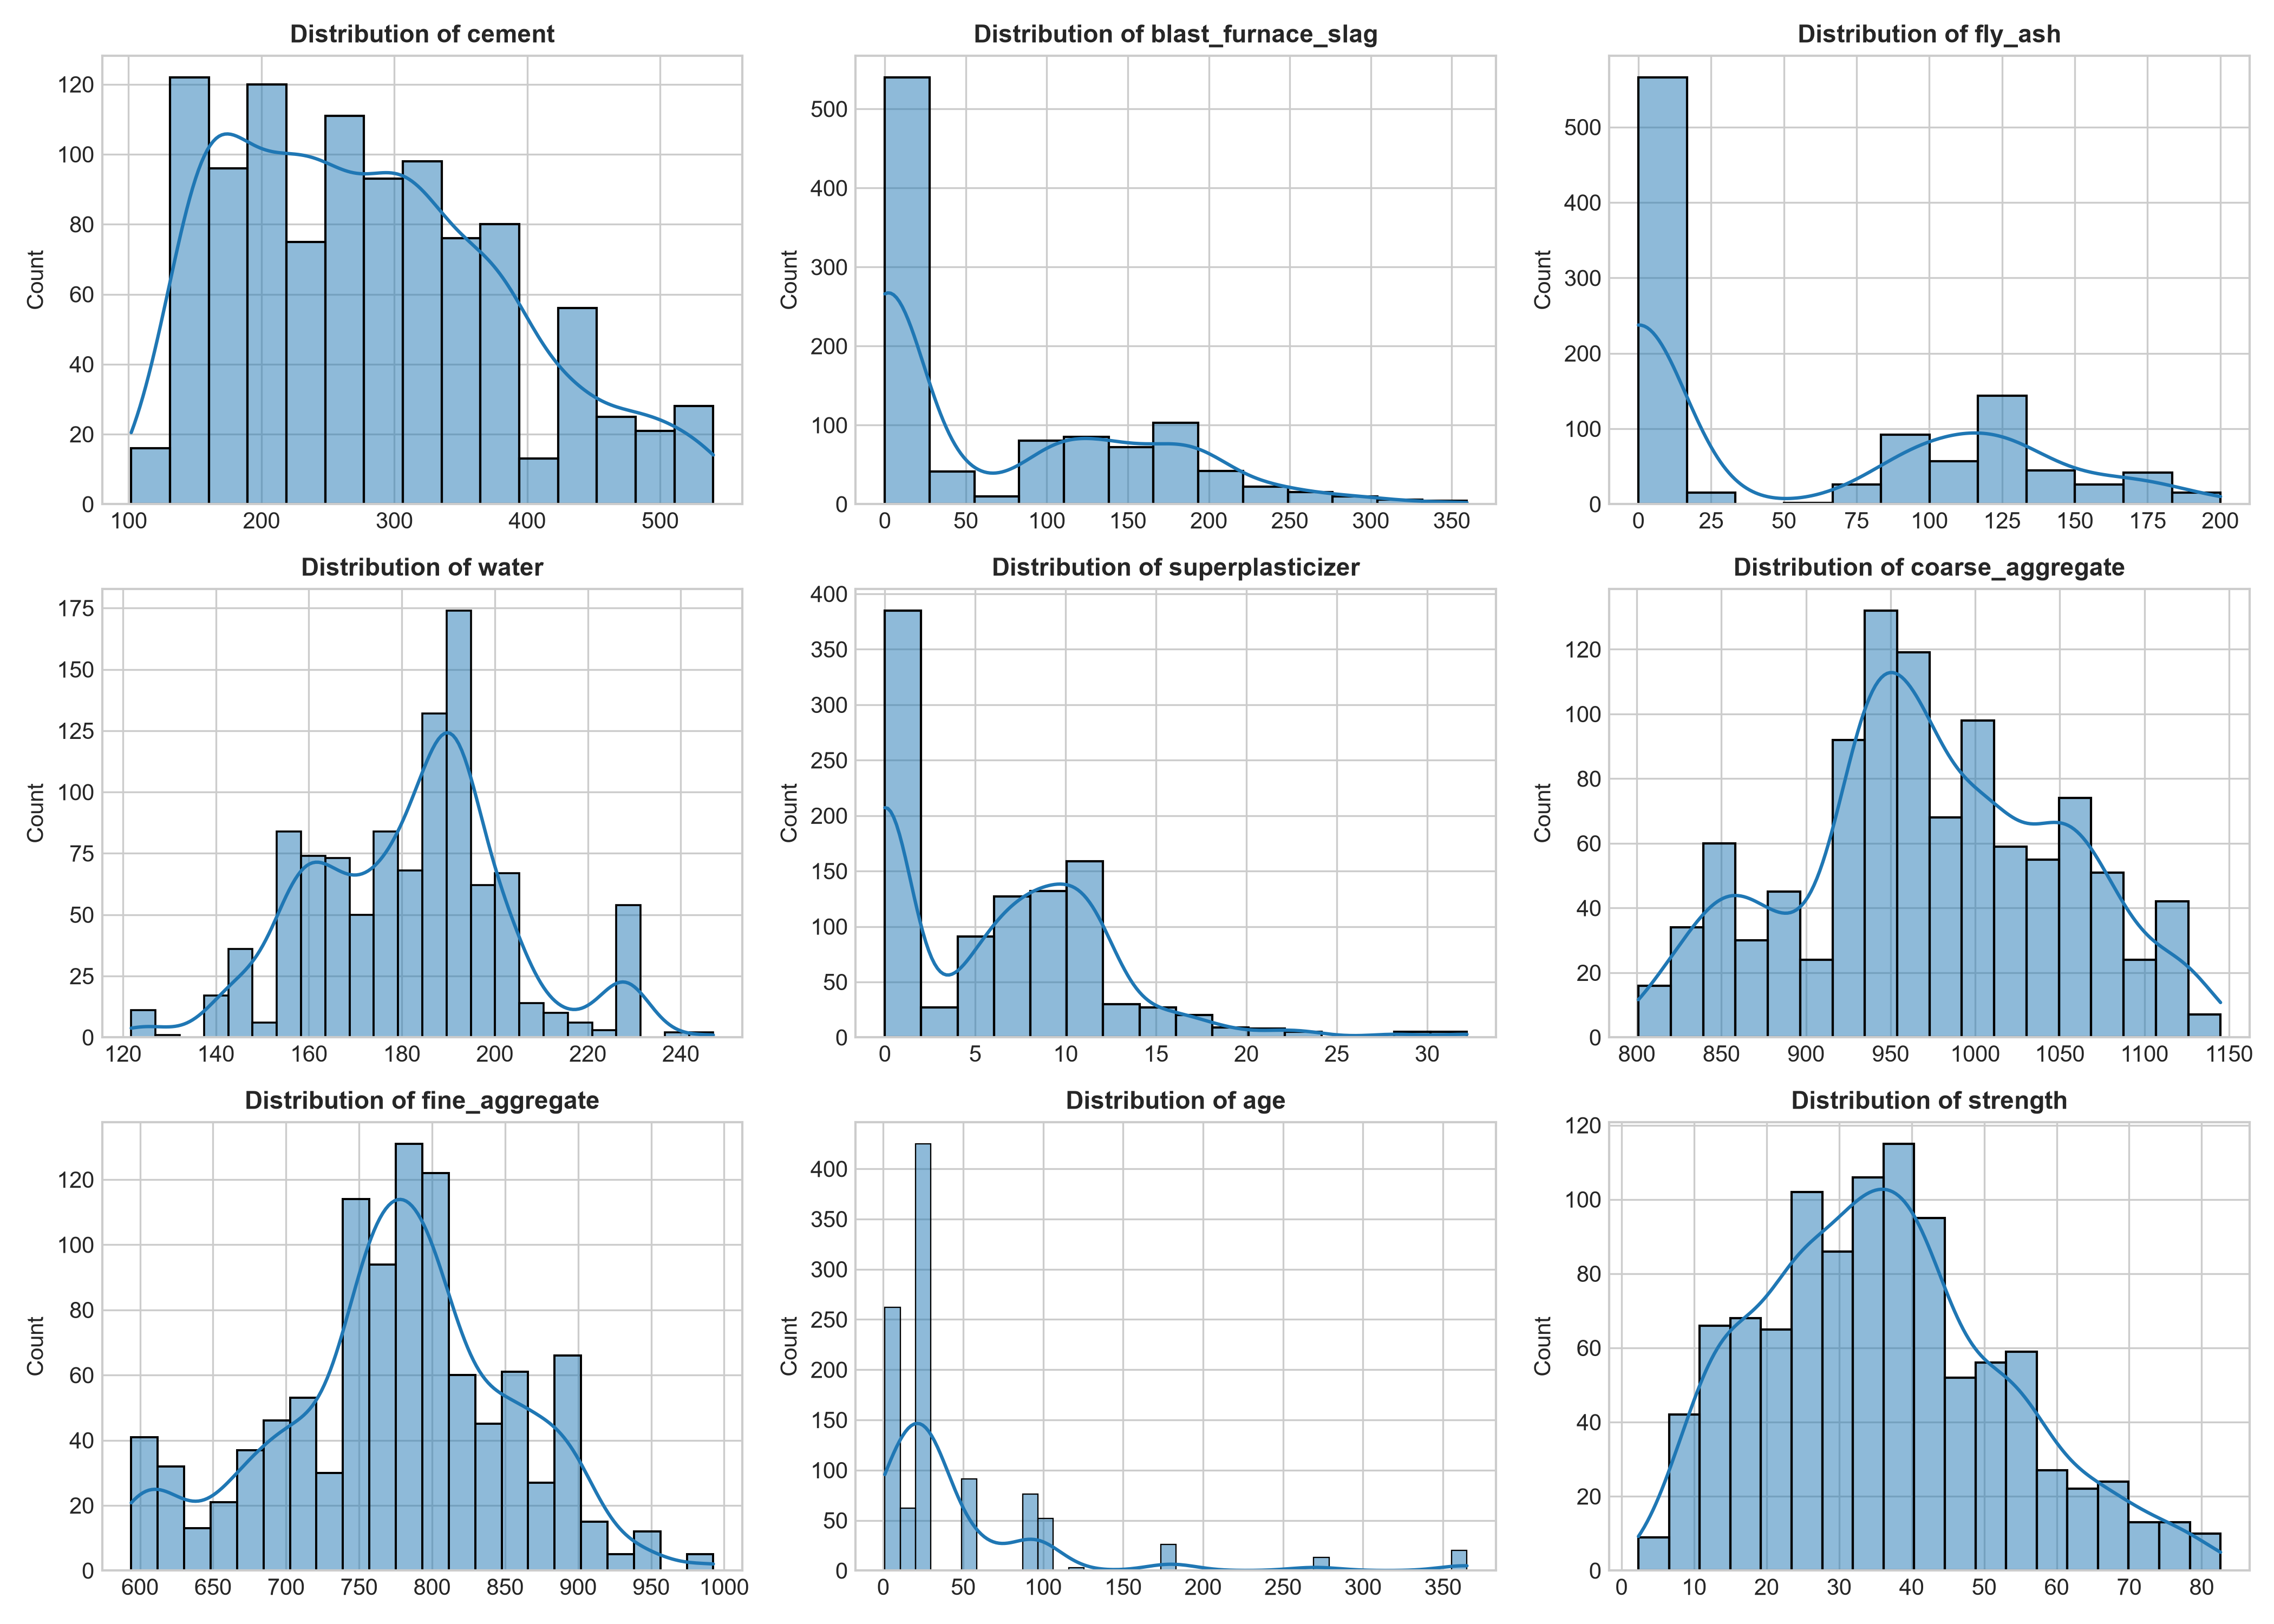 Distribution of cement
Count
120
100
80
60
40
20
0
100 200 300 400 500
Distribution of blast_furnace_slag
Count
500
400
300
200
100
0
0 50 100 150 200 250 300 350
Distribution of fly_ash
Count
500
400
300
200
100
0
0 25 50 75 100 125 150 175 200
Distribution of water
Count
175
150
125
100
75
50
25
0
120 140 160 180 200 220 240
Distribution of superplasticizer
Count
400
350
300
250
200
150
100
50
0
0 5 10 15 20 25 30
Distribution of coarse_aggregate
Count
120
100
80
60
40
20
0
800 850 900 950 1000 1050 1100 1150
Distribution of fine_aggregate
Count
120
100
80
60
40
20
0
600 650 700 750 800 850 900 950 1000
Distribution of age
Count
400
350
300
250
200
150
100
50
0
0 50 100 150 200 250 300 350
Distribution of strength
Count
120
100
80
60
40
20
0
0 10 20 30 40 50 60 70 80